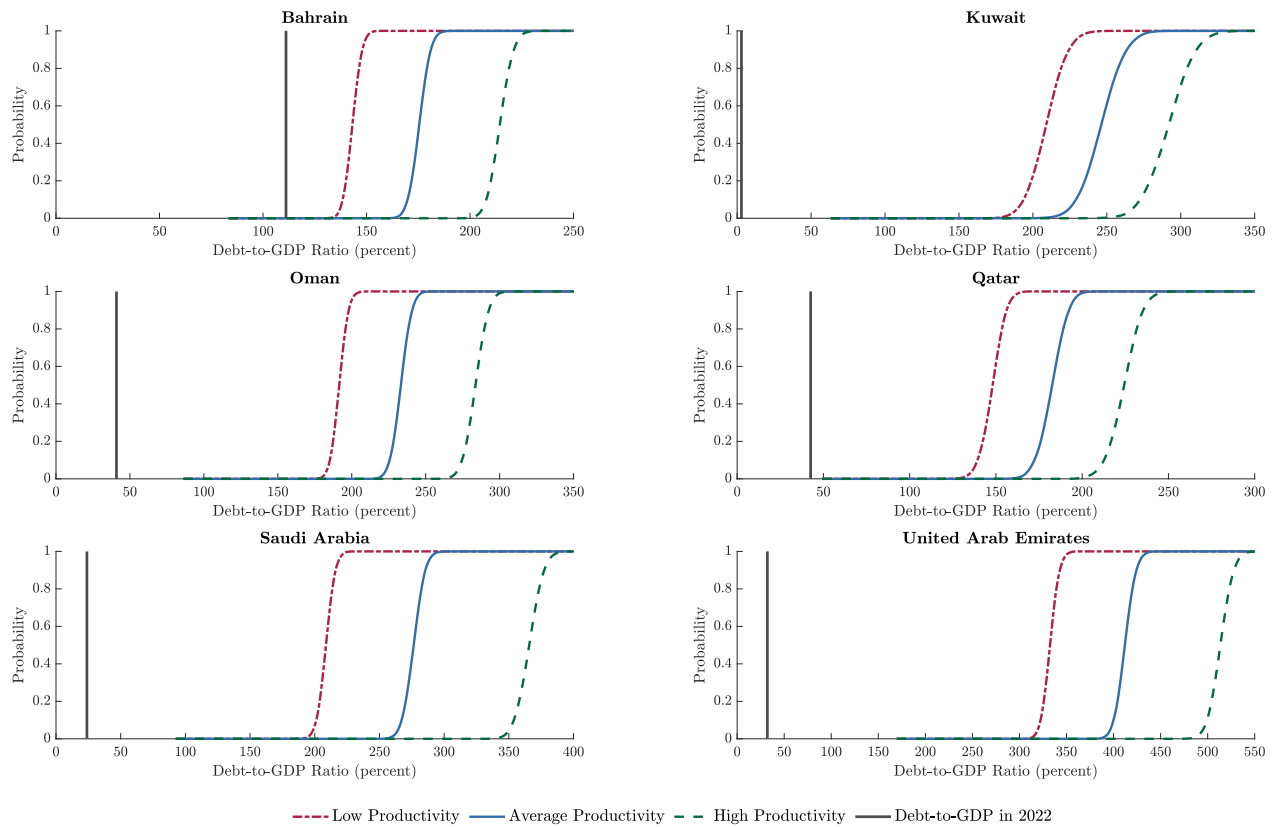 Bahrain
Probability
1
0.8
0.6
0.4
0.2
0
0 50 100 150 200 250
Debt-to-GDP Ratio (percent)
Kuwait
Probability
1
0.8
0.6
0.4
0.2
0
0 50 100 150 200 250 300 350
Debt-to-GDP Ratio (percent)
Oman
Probability
1
0.8
0.6
0.4
0.2
0
0 50 100 150 200 250 300 350
Debt-to-GDP Ratio (percent)
Qatar
Probability
1
0.8
0.6
0.4
0.2
0
0 50 100 150 200 250 300
Debt-to-GDP Ratio (percent)
Saudi Arabia
Probability
1
0.8
0.6
0.4
0.2
0
0 50 100 150 200 250 300 350 400
Debt-to-GDP Ratio (percent)
United Arab Emirates
Probability
1
0.8
0.6
0.4
0.2
0
0 50 100 150 200 250 300 350 400 450 500 550
Debt-to-GDP Ratio (percent)
Low Productivity Average Productivity High Productivity Debt-to-GDP in 2022